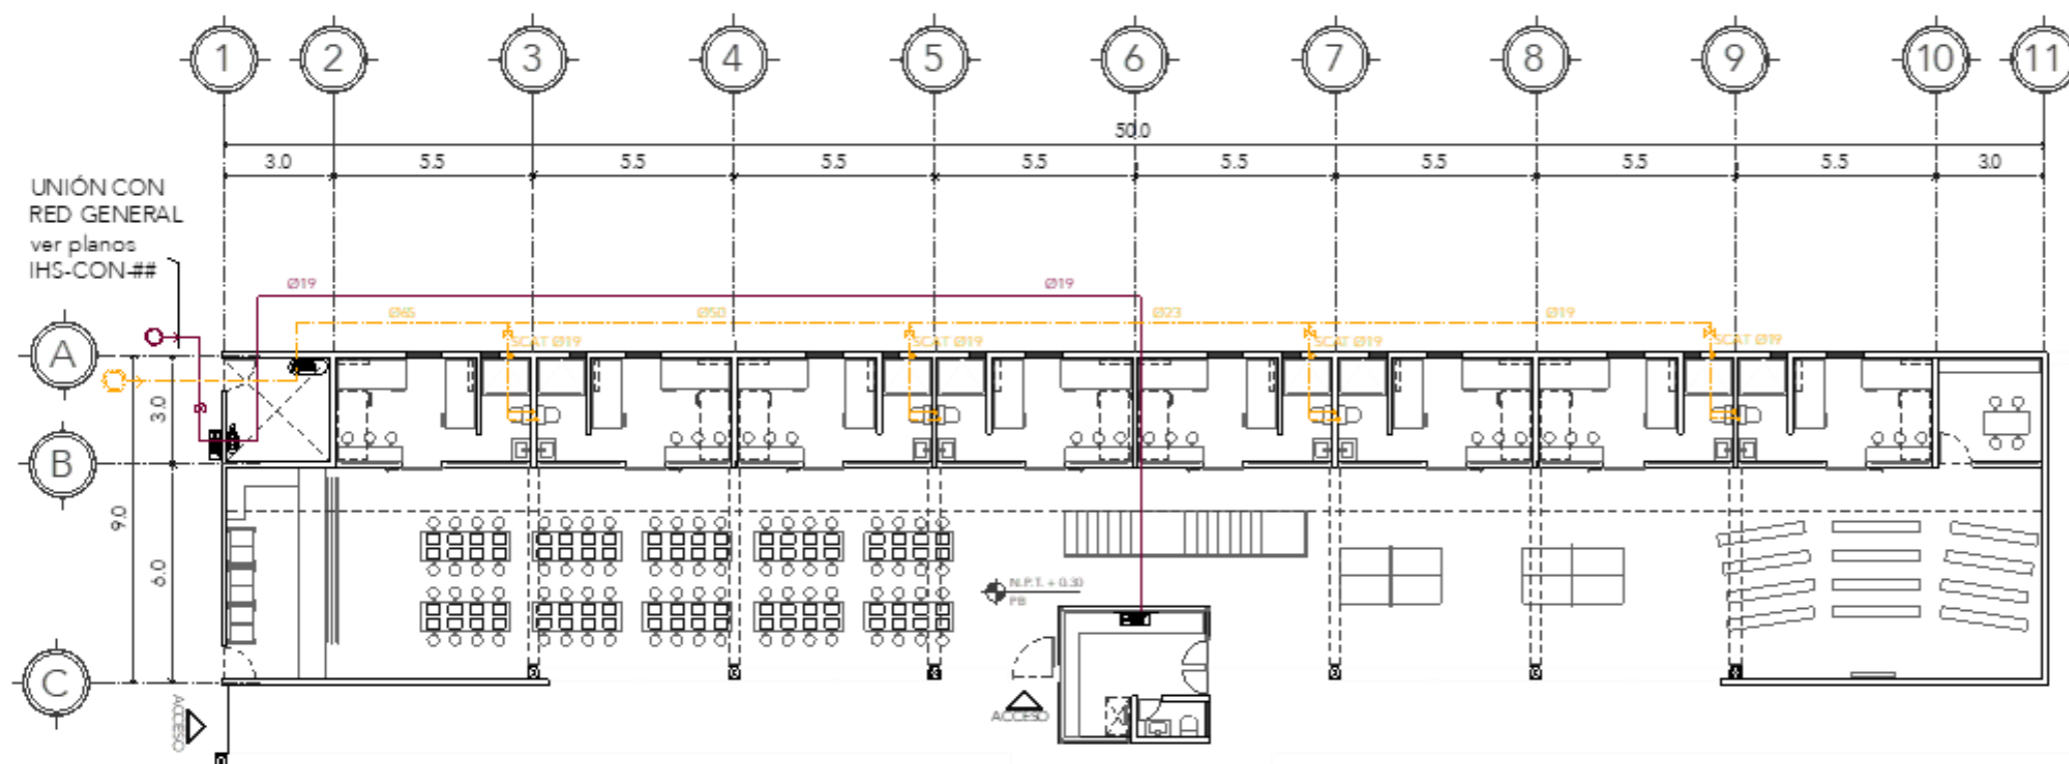 1 2 3 4 5 6 7 8 9 10 11
50.0
3.0 5.5 5.5 5.5 5.5 5.5 5.5 5.5 5.5 3.0
UNIÓN CON
RED GENERAL
ver planos
IHS-CON-##
Ø19 Ø19
Ø65 Ø50 Ø23 Ø19
SCAT Ø19 SCAT Ø19 SCAT Ø19 SCAT Ø19
A
3.0
B
9.0
6.0
N.P.T. + 0.30
PB
C
ACCESO
ACCESO